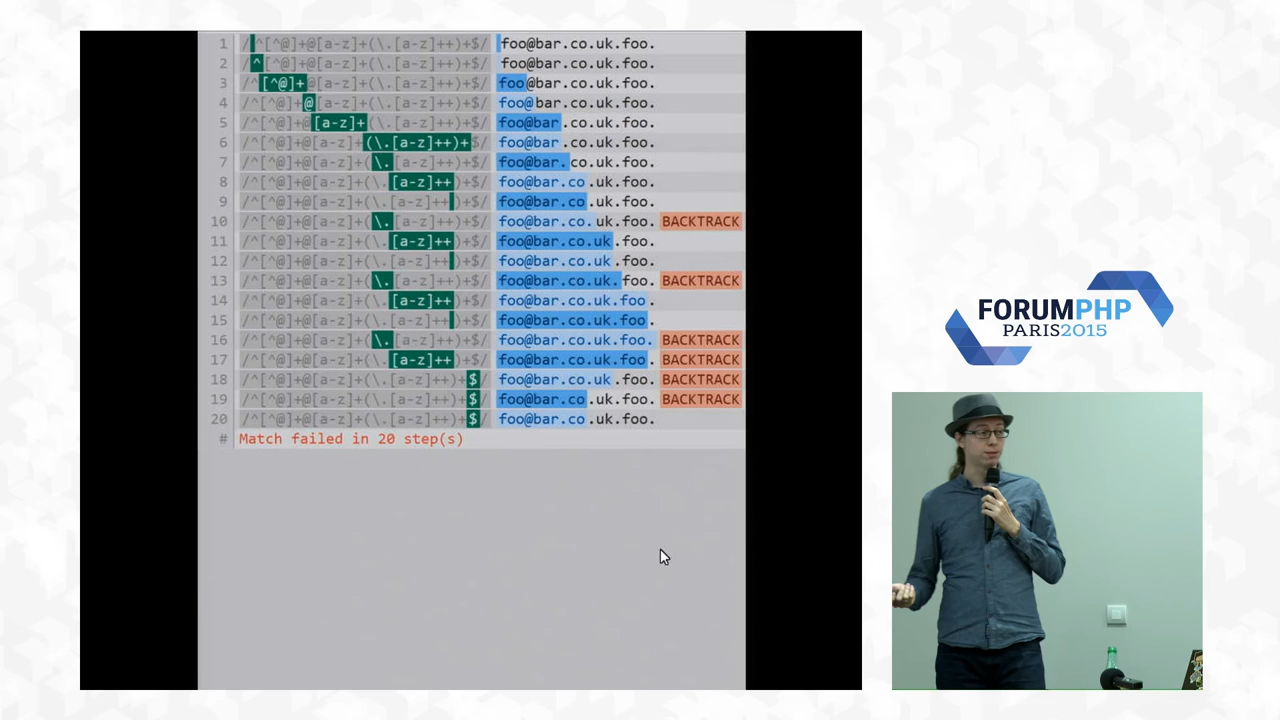 1 /^[^@]+@[a-z]+(\.[a-z]++)+$/ foo@bar.co.uk.foo.
2 /^[^@]+@[a-z]+(\.[a-z]++)+$/ foo@bar.co.uk.foo.
3 /^[^@]+@[a-z]+(\.[a-z]++)+$/ foo@bar.co.uk.foo.
4 /^[^@]+@[a-z]+(\.[a-z]++)+$/ foo@bar.co.uk.foo.
5 /^[^@]+@[a-z]+(\.[a-z]++)+$/ foo@bar.co.uk.foo.
6 /^[^@]+@[a-z]+(\.[a-z]++)+$/ foo@bar.co.uk.foo.
7 /^[^@]+@[a-z]+(\.[a-z]++)+$/ foo@bar.co.uk.foo.
8 /^[^@]+@[a-z]+(\.[a-z]++)+$/ foo@bar.co.uk.foo.
9 /^[^@]+@[a-z]+(\.[a-z]++)+$/ foo@bar.co.uk.foo.
10 /^[^@]+@[a-z]+(\.[a-z]++)+$/ foo@bar.co.uk.foo. BACKTRACK
11 /^[^@]+@[a-z]+(\.[a-z]++)+$/ foo@bar.co.uk.foo.
12 /^[^@]+@[a-z]+(\.[a-z]++)+$/ foo@bar.co.uk.foo.
13 /^[^@]+@[a-z]+(\.[a-z]++)+$/ foo@bar.co.uk.foo. BACKTRACK
14 /^[^@]+@[a-z]+(\.[a-z]++)+$/ foo@bar.co.uk.foo.
15 /^[^@]+@[a-z]+(\.[a-z]++)+$/ foo@bar.co.uk.foo.
16 /^[^@]+@[a-z]+(\.[a-z]++)+$/ foo@bar.co.uk.foo. BACKTRACK
17 /^[^@]+@[a-z]+(\.[a-z]++)+$/ foo@bar.co.uk.foo. BACKTRACK
18 /^[^@]+@[a-z]+(\.[a-z]++)+$/ foo@bar.co.uk.foo. BACKTRACK
19 /^[^@]+@[a-z]+(\.[a-z]++)+$/ foo@bar.co.uk.foo. BACKTRACK
20 /^[^@]+@[a-z]+(\.[a-z]++)+$/ foo@bar.co.uk.foo.
# Match failed in 20 step(s)
FORUMPHP
PARIS2015